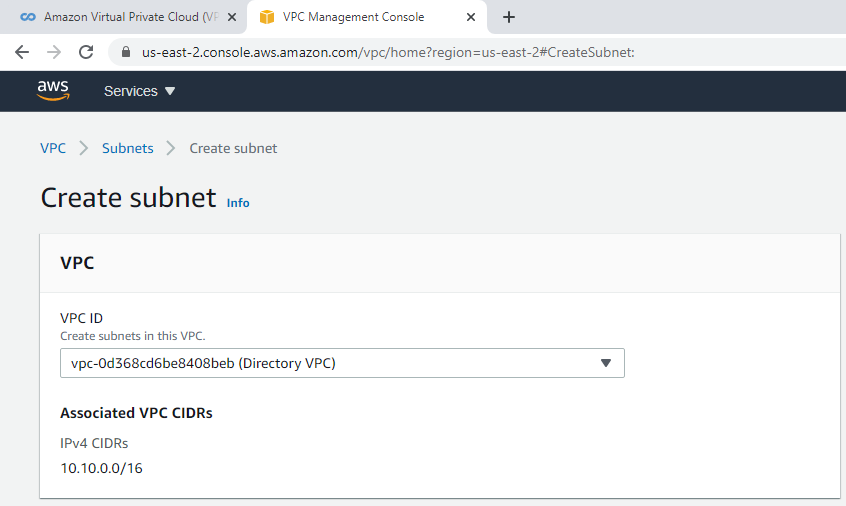 Amazon Virtual Private Cloud (VP
VPC Management Console
us-east-2.console.aws.amazon.com/vpc/home?region=us-east-2#CreateSubnet:
aws
Services
VPC
Subnets
Create subnet
Create subnet Info
VPC
VPC ID
Create subnets in this VPC.
vpc-0d368cd6be8408beb (Directory VPC)
Associated VPC CIDRs
IPv4 CIDRs
10.10.0.0/16